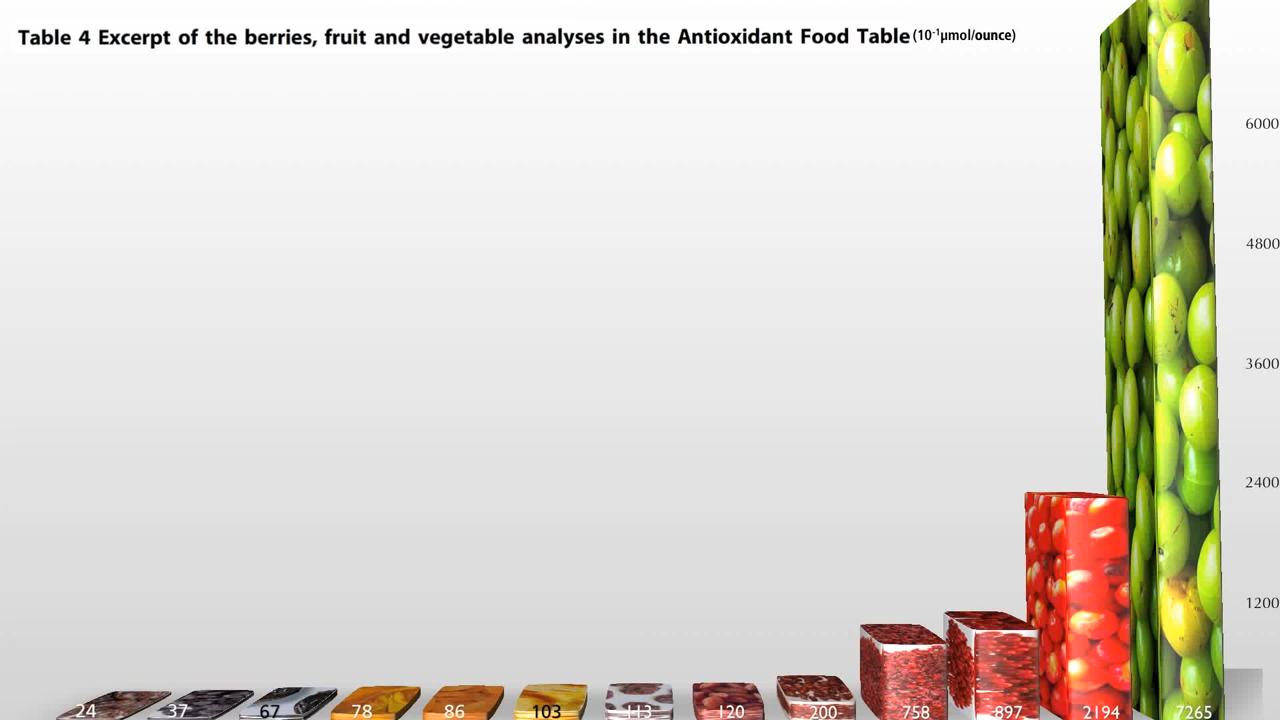 Table 4 Excerpt of the berries, fruit and vegetable analyses in the Antioxidant Food Table (10⁻¹μmol/ounce)
6000
4800
3600
2400
1200
24 37 67 78 86 103 113 120 200 758 897 2194 7265